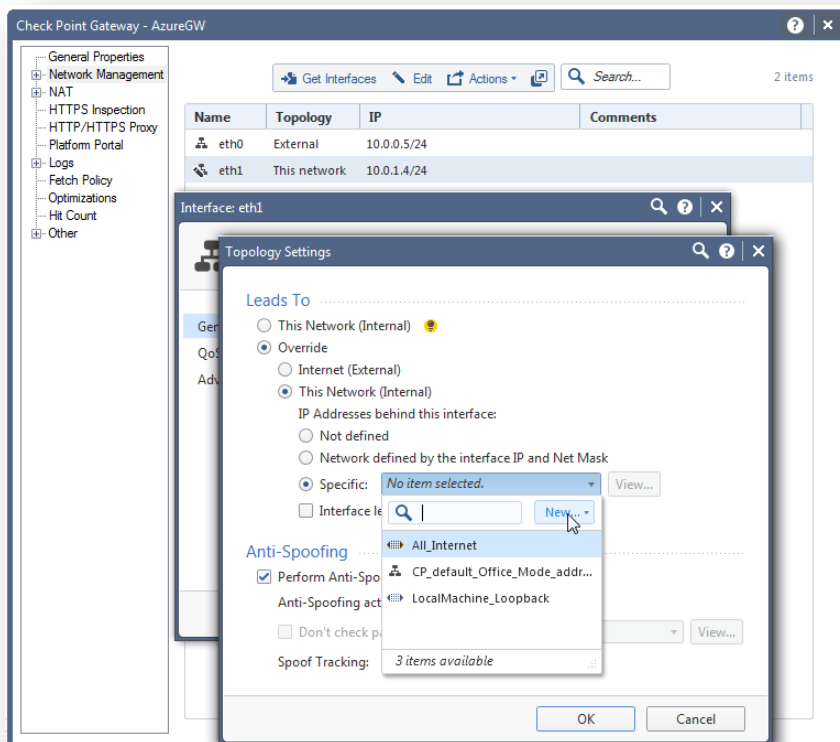 Check Point Gateway - AzureGW
General Properties
Network Management
NAT
HTTPS Inspection
HTTP/HTTPS Proxy
Platform Portal
Logs
Fetch Policy
Optimizations
Hit Count
Other
Get Interfaces Edit Actions Search... 2 items
Name Topology IP Comments
eth0 External 10.0.0.5/24
eth1 This network 10.0.1.4/24
Interface: eth1
Topology Settings
Leads To
This Network (Internal)
Override
Internet (External)
This Network (Internal)
IP Addresses behind this interface:
Not defined
Network defined by the interface IP and Net Mask
Specific: No item selected. View...
Interface le
New...
All_Internet
CP_default_Office_Mode_addr...
LocalMachine_Loopback
3 items available
Anti-Spoofing
Perform Anti-Spo
Anti-Spoofing act
Don't check pa View...
Spoof Tracking:
OK Cancel
Ger
QoS
Adv